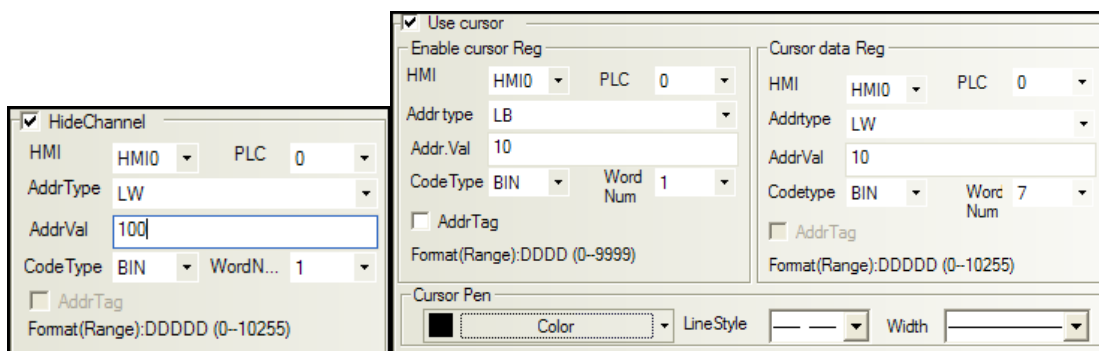 HideChannel
HMI HMI0 PLC 0
AddrType LW
AddrVal 100
CodeType BIN WordN... 1
AddrTag
Format(Range):DDDDD (0--10255)
Use cursor
Enable cursor Reg
HMI HMI0 PLC 0
Addr type LB
Addr.Val 10
CodeType BIN Word Num 1
AddrTag
Format(Range):DDDD (0--9999)
Cursor data Reg
HMI HMI0 PLC 0
Addrtype LW
AddrVal 10
Codetype BIN Word Num 7
AddrTag
Format(Range):DDDDD (0--10255)
Cursor Pen
Color LineStyle Width